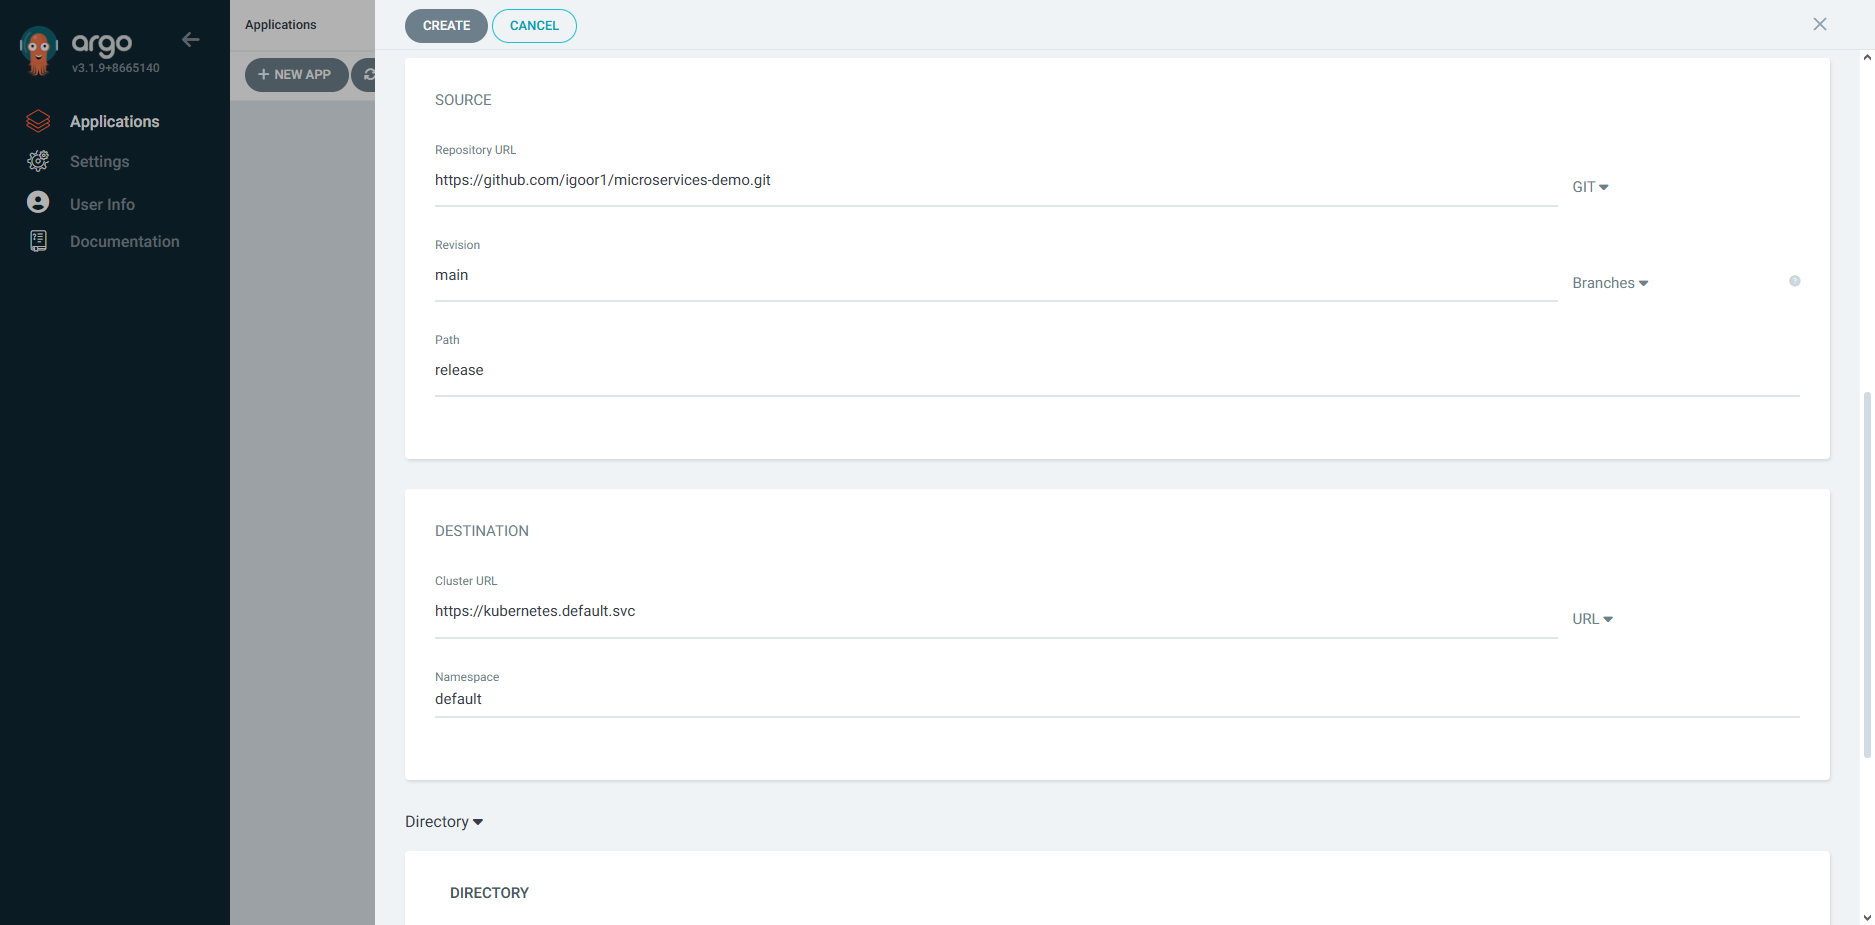 argo
v3.1.9+8665140
Applications
Settings
User Info
Documentation
Applications
NEW APP
CREATE
CANCEL
SOURCE
Repository URL
https://github.com/igoor1/microservices-demo.git
GIT
Revision
main
Branches
?
Path
release
DESTINATION
Cluster URL
https://kubernetes.default.svc
URL
Namespace
default
Directory
DIRECTORY